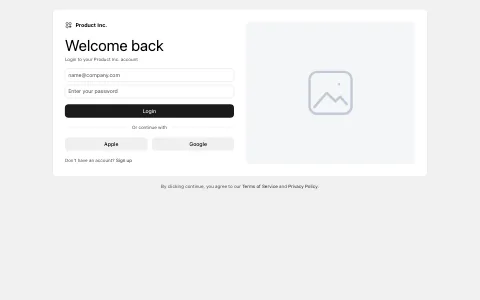 Product Inc.
Welcome back
Login to your Product Inc. account
name@company.com
Enter your password
Login
Or continue with
Apple
Google
Don't have an account? Sign up
By clicking continue, you agree to our Terms of Service and Privacy Policy.